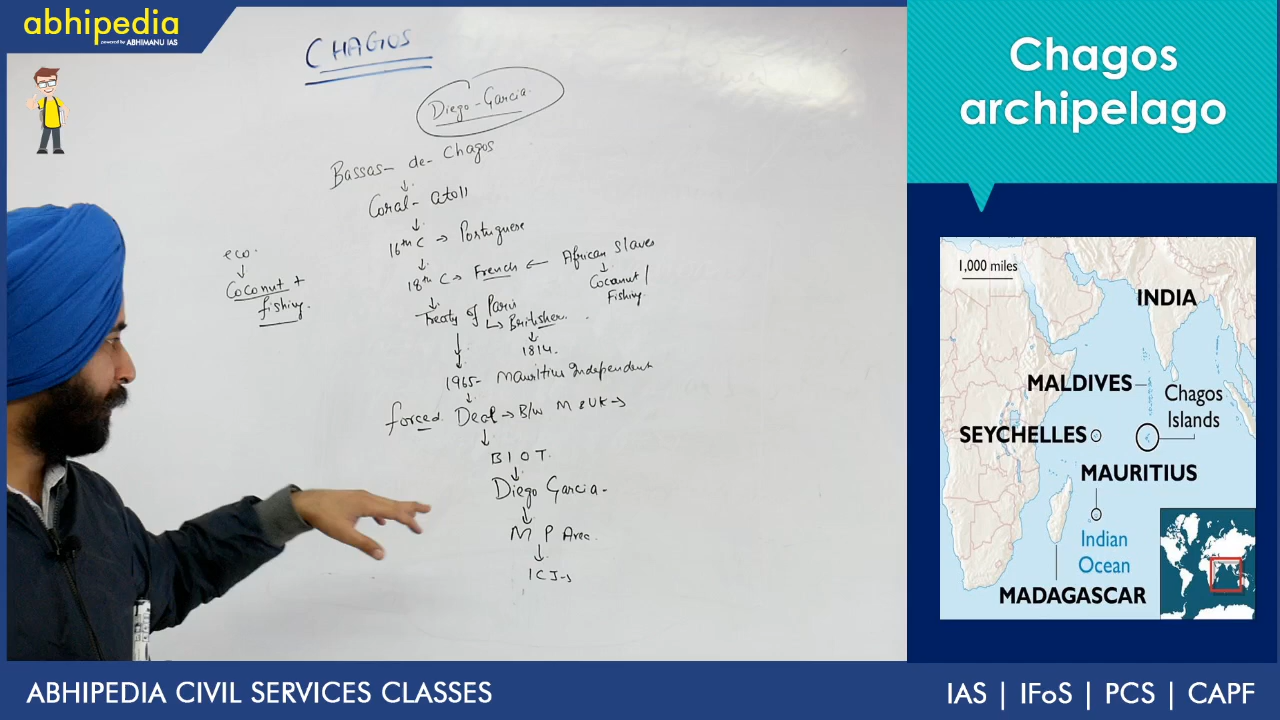 abhipedia
powered by ABHIMANU IAS
CHAGOS
Diego-Garcia.
Bassas-de-Chagos
Coral-atoll
16th C → Portuguese
18th C → French ← African Slaves
Coconut /
Fishing.
eco.
Coconut +
fishing.
Treaty of Paris
↳ Britisher.
1814.
1965- Mauritius Independent
forced. Deal → B/w M & UK →
B I O T.
Diego Garcia-
M P Area.
ICJ→
Chagos
archipelago
1,000 miles
INDIA
MALDIVES
Chagos
Islands
SEYCHELLES
MAURITIUS
Indian
Ocean
MADAGASCAR
ABHIPEDIA CIVIL SERVICES CLASSES
IAS | IFoS | PCS | CAPF